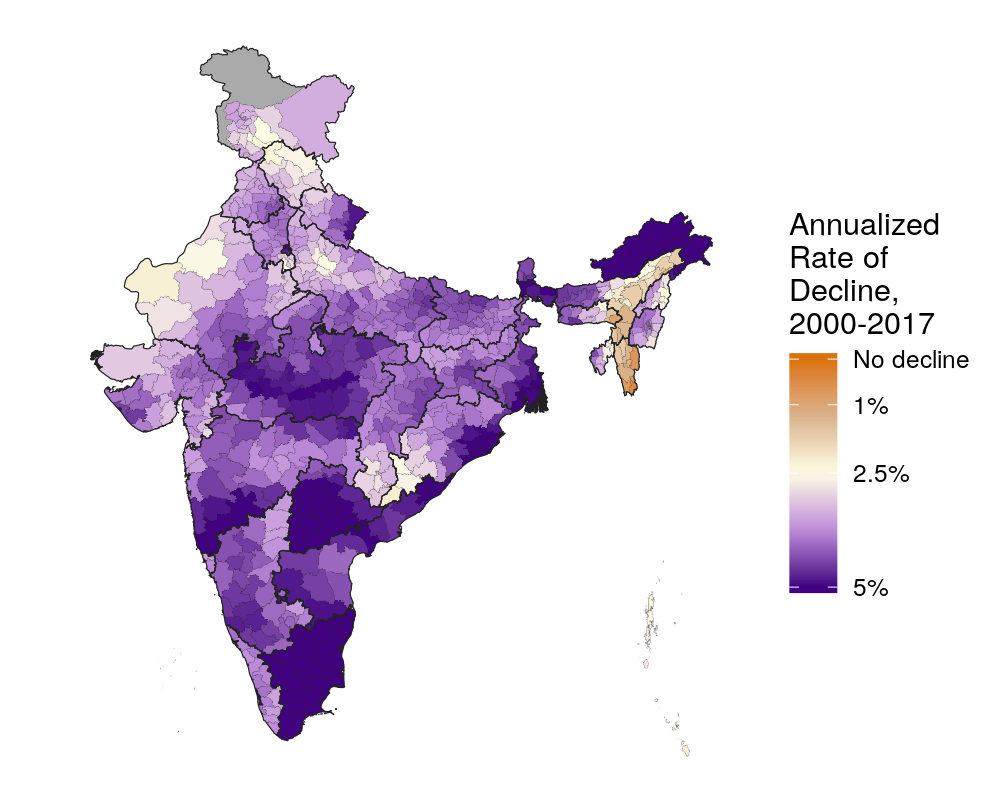 Annualized
Rate of
Decline,
2000-2017
No decline
1%
2.5%
5%